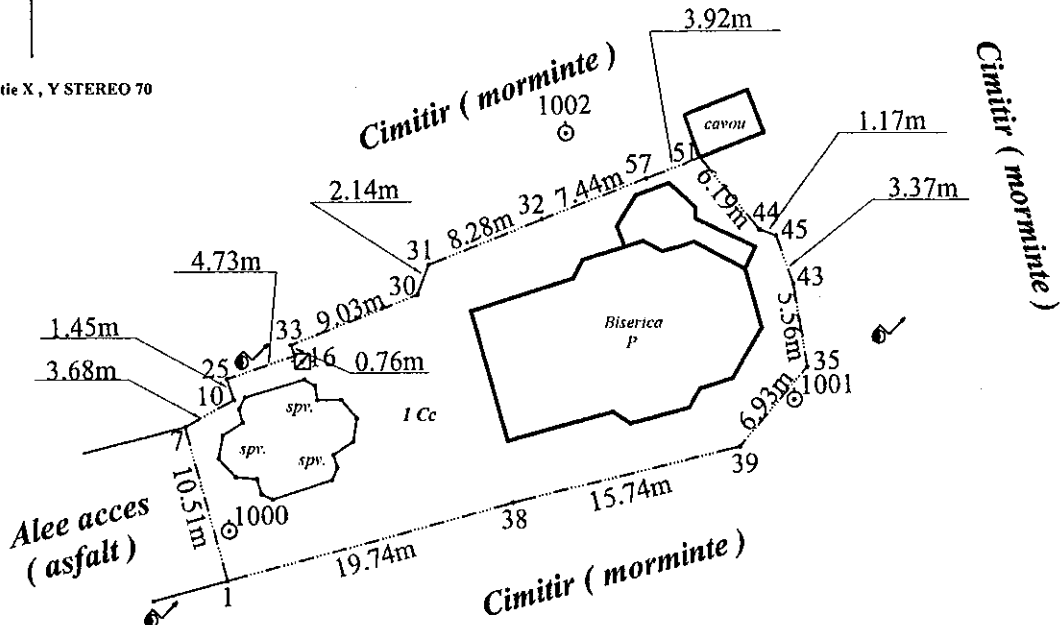 3.92m
tie X , Y STEREO 70
Cimitir ( morminte )
1002
cavou
1.17m
Cimitir ( morminte )
57
51
2.14m
32
7.44m
6.19m
3.37m
44
45
31
8.28m
4.73m
30
43
9.03m
5.56m
1.45m
33
Biserica
P
25
16
0.76m
35
3.68m
10
1001
spv.
1 Cc
6.93m
7
spv.
spv.
39
10.51m
15.74m
Alee acces
( asfalt )
1000
38
19.74m
Cimitir ( morminte )
1